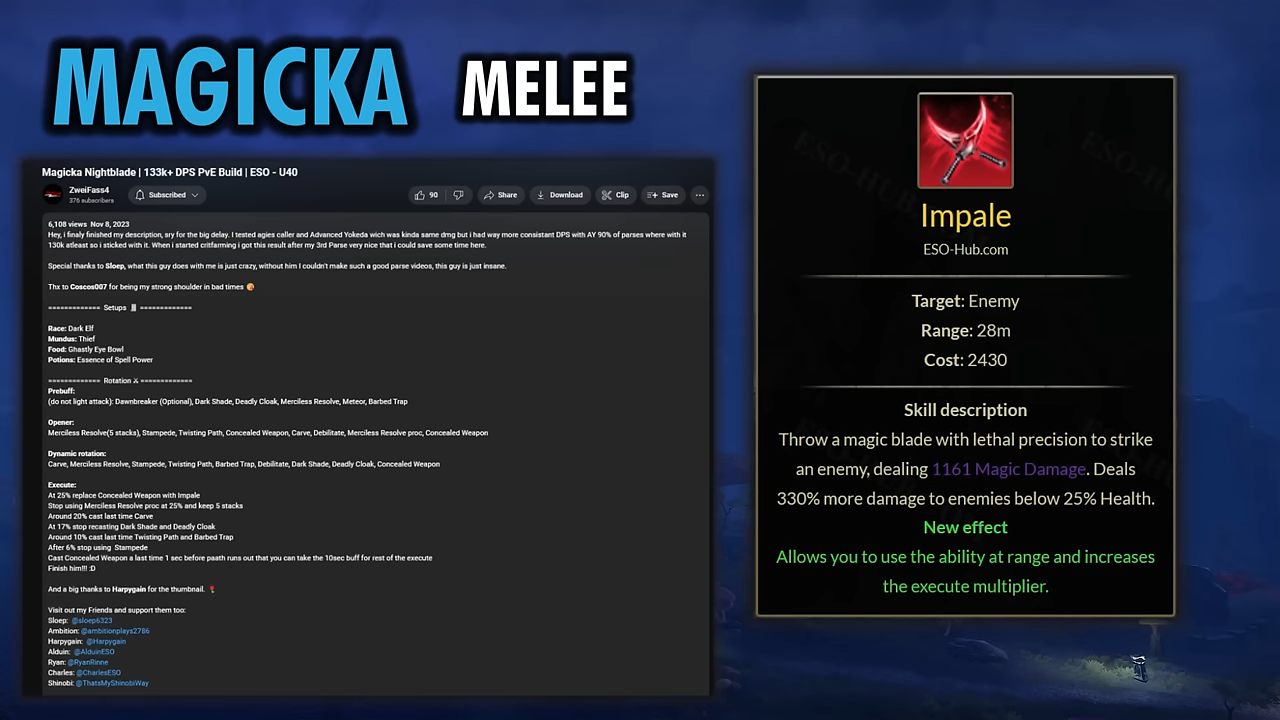 MAGICKA MELEE
Magicka Nightblade | 133k+ DPS PvE Build | ESO - U40
ZweiFass4
376 subscribers
Subscribed
90
Share
Download
Clip
Save
6,108 views Nov 8, 2023
Hey, i finaly finished my description, sry for the big delay. I tested agies caller and Advanced Yokeda wich was kinda same dmg but i had way more consistant DPS with AY 90% of parses where with it
130k atleast so i sticked with it. When i started critfarming i got this result after my 3rd Parse very nice that i could save some time here.
Special thanks to Sloep, what this guy does with me is just crazy, without him I couldn't make such a good parse videos, this guy is just insane.
Thx to Coscos007 for being my strong shoulder in bad times
============= Setups =============
Race: Dark Elf
Mundus: Thief
Food: Ghastly Eye Bowl
Potions: Essence of Spell Power
============= Rotation ⚔ =============
Prebuff:
(do not light attack): Dawnbreaker (Optional), Dark Shade, Deadly Cloak, Merciless Resolve, Meteor, Barbed Trap
Opener:
Merciless Resolve(5 stacks), Stampede, Twisting Path, Concealed Weapon, Carve, Debilitate, Merciless Resolve proc, Concealed Weapon
Dynamic rotation:
Carve, Merciless Resolve, Stampede, Twisting Path, Barbed Trap, Debilitate, Dark Shade, Deadly Cloak, Concealed Weapon
Execute:
At 25% replace Concealed Weapon with Impale
Stop using Merciless Resolve proc at 25% and keep 5 stacks
Around 20% cast last time Carve
At 17% stop recasting Dark Shade and Deadly Cloak
Around 10% cast last time Twisting Path and Barbed Trap
After 6% stop using Stampede
Cast Concealed Weapon a last time 1 sec before paath runs out that you can take the 10sec buff for rest of the execute
Finish him!!! :D
And a big thanks to Harpygain for the thumbnail.
Visit out my Friends and support them too:
Sloep: @sloep6323
Ambition: @ambitionplays2786
Harpygain: @Harpygain
Alduin: @AlduinESO
Ryan: @RyanRinne
Charles: @CharlesESO
Shinobi: @ThatsMyShinobiWay
Impale
ESO-Hub.com
Target: Enemy
Range: 28m
Cost: 2430
Skill description
Throw a magic blade with lethal precision to strike
an enemy, dealing 1161 Magic Damage. Deals
330% more damage to enemies below 25% Health.
New effect
Allows you to use the ability at range and increases
the execute multiplier.